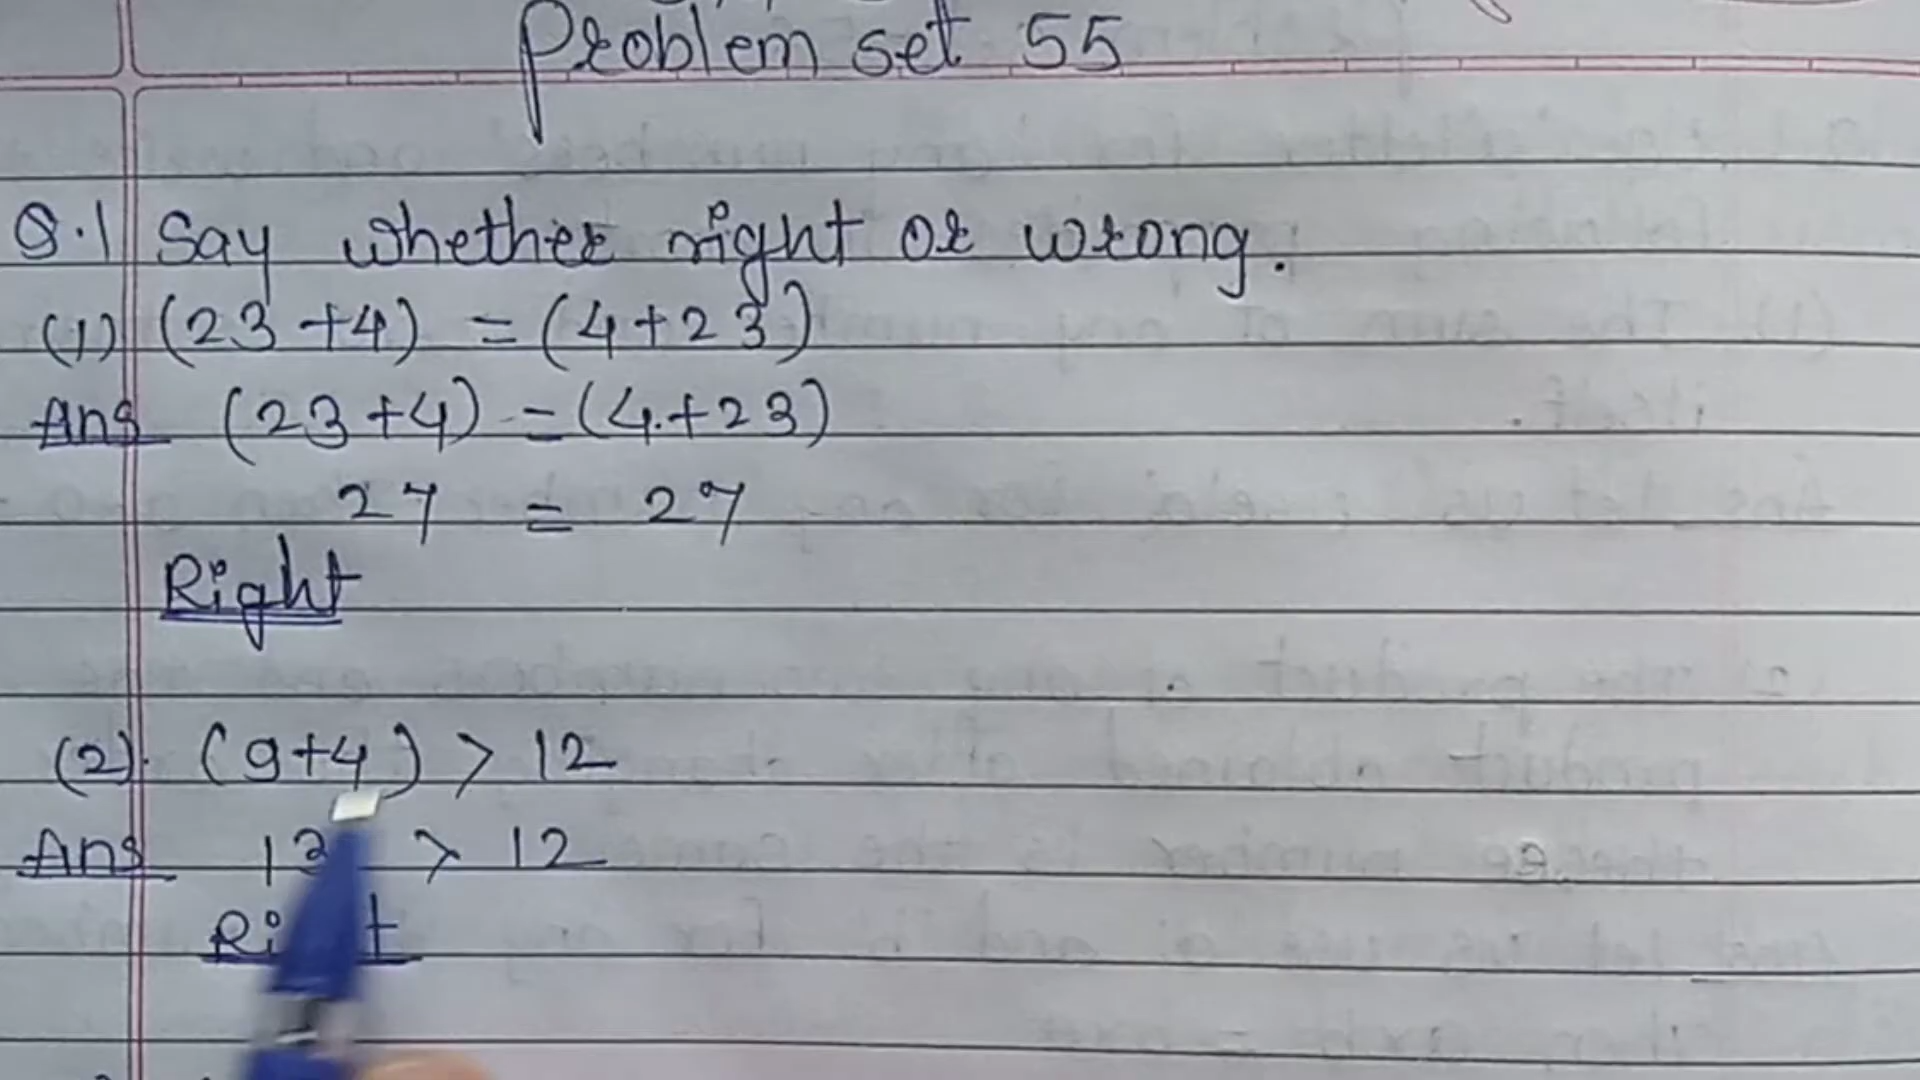 Problem set 55
Q.1 Say whether right or wrong.
(1) (23+4) = (4+23)
Ans (23+4) = (4+23)
27 = 27
Right
(2) (9+4) > 12
Ans 13 > 12